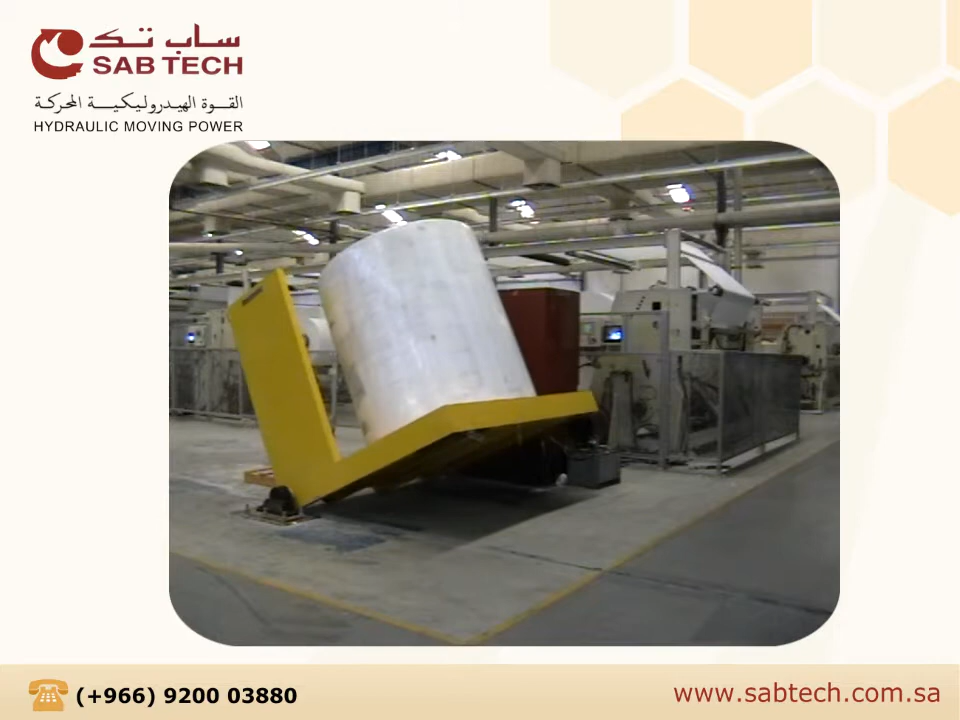 ساب تك
SAB TECH
القوة الهيدروليكية المحركة
HYDRAULIC MOVING POWER
(+966) 9200 03880
www.sabtech.com.sa